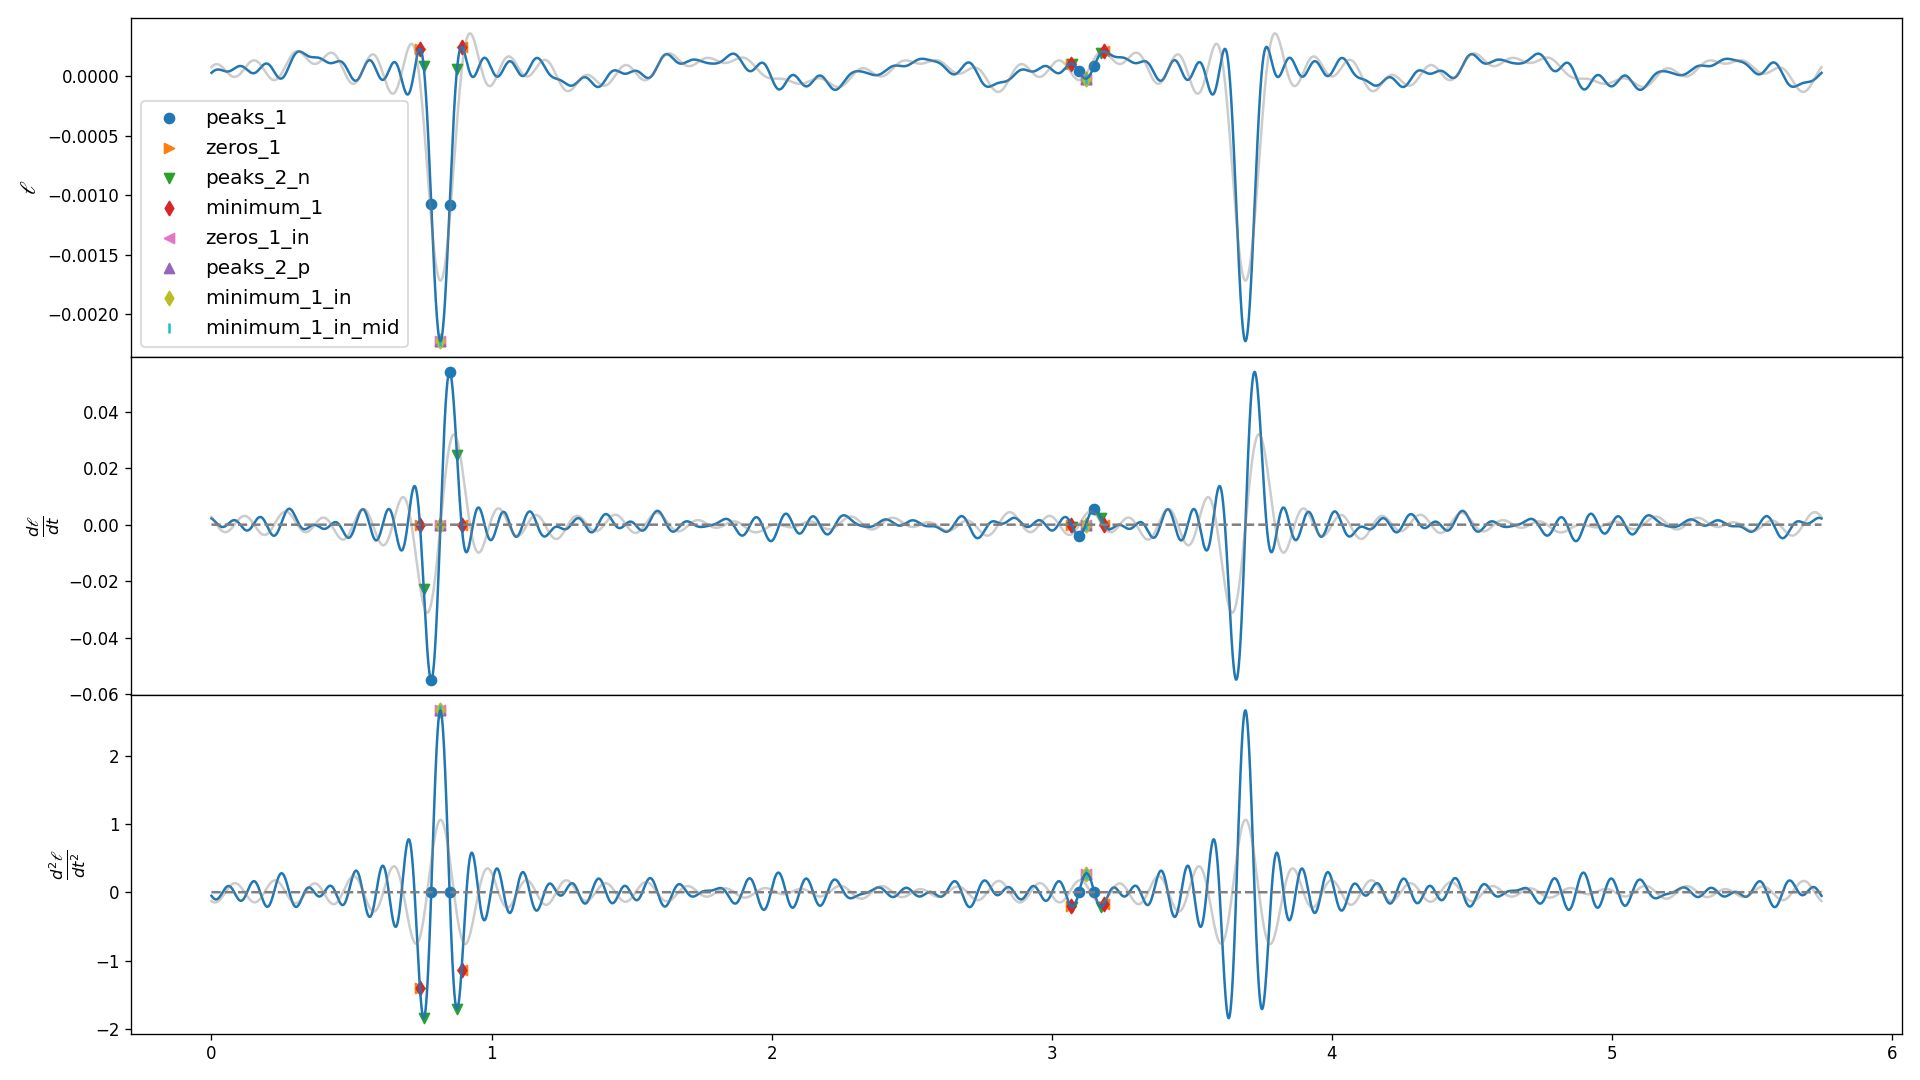 0.0000
−0.0005
−0.0010
−0.0015
−0.0020
ℓ
peaks_1
zeros_1
peaks_2_n
minimum_1
zeros_1_in
peaks_2_p
minimum_1_in
minimum_1_in_mid
0.04
0.02
0.00
−0.02
−0.04
−0.06
dℓ
dt
2
1
0
−1
−2
d²ℓ
dt²
0 1 2 3 4 5 6